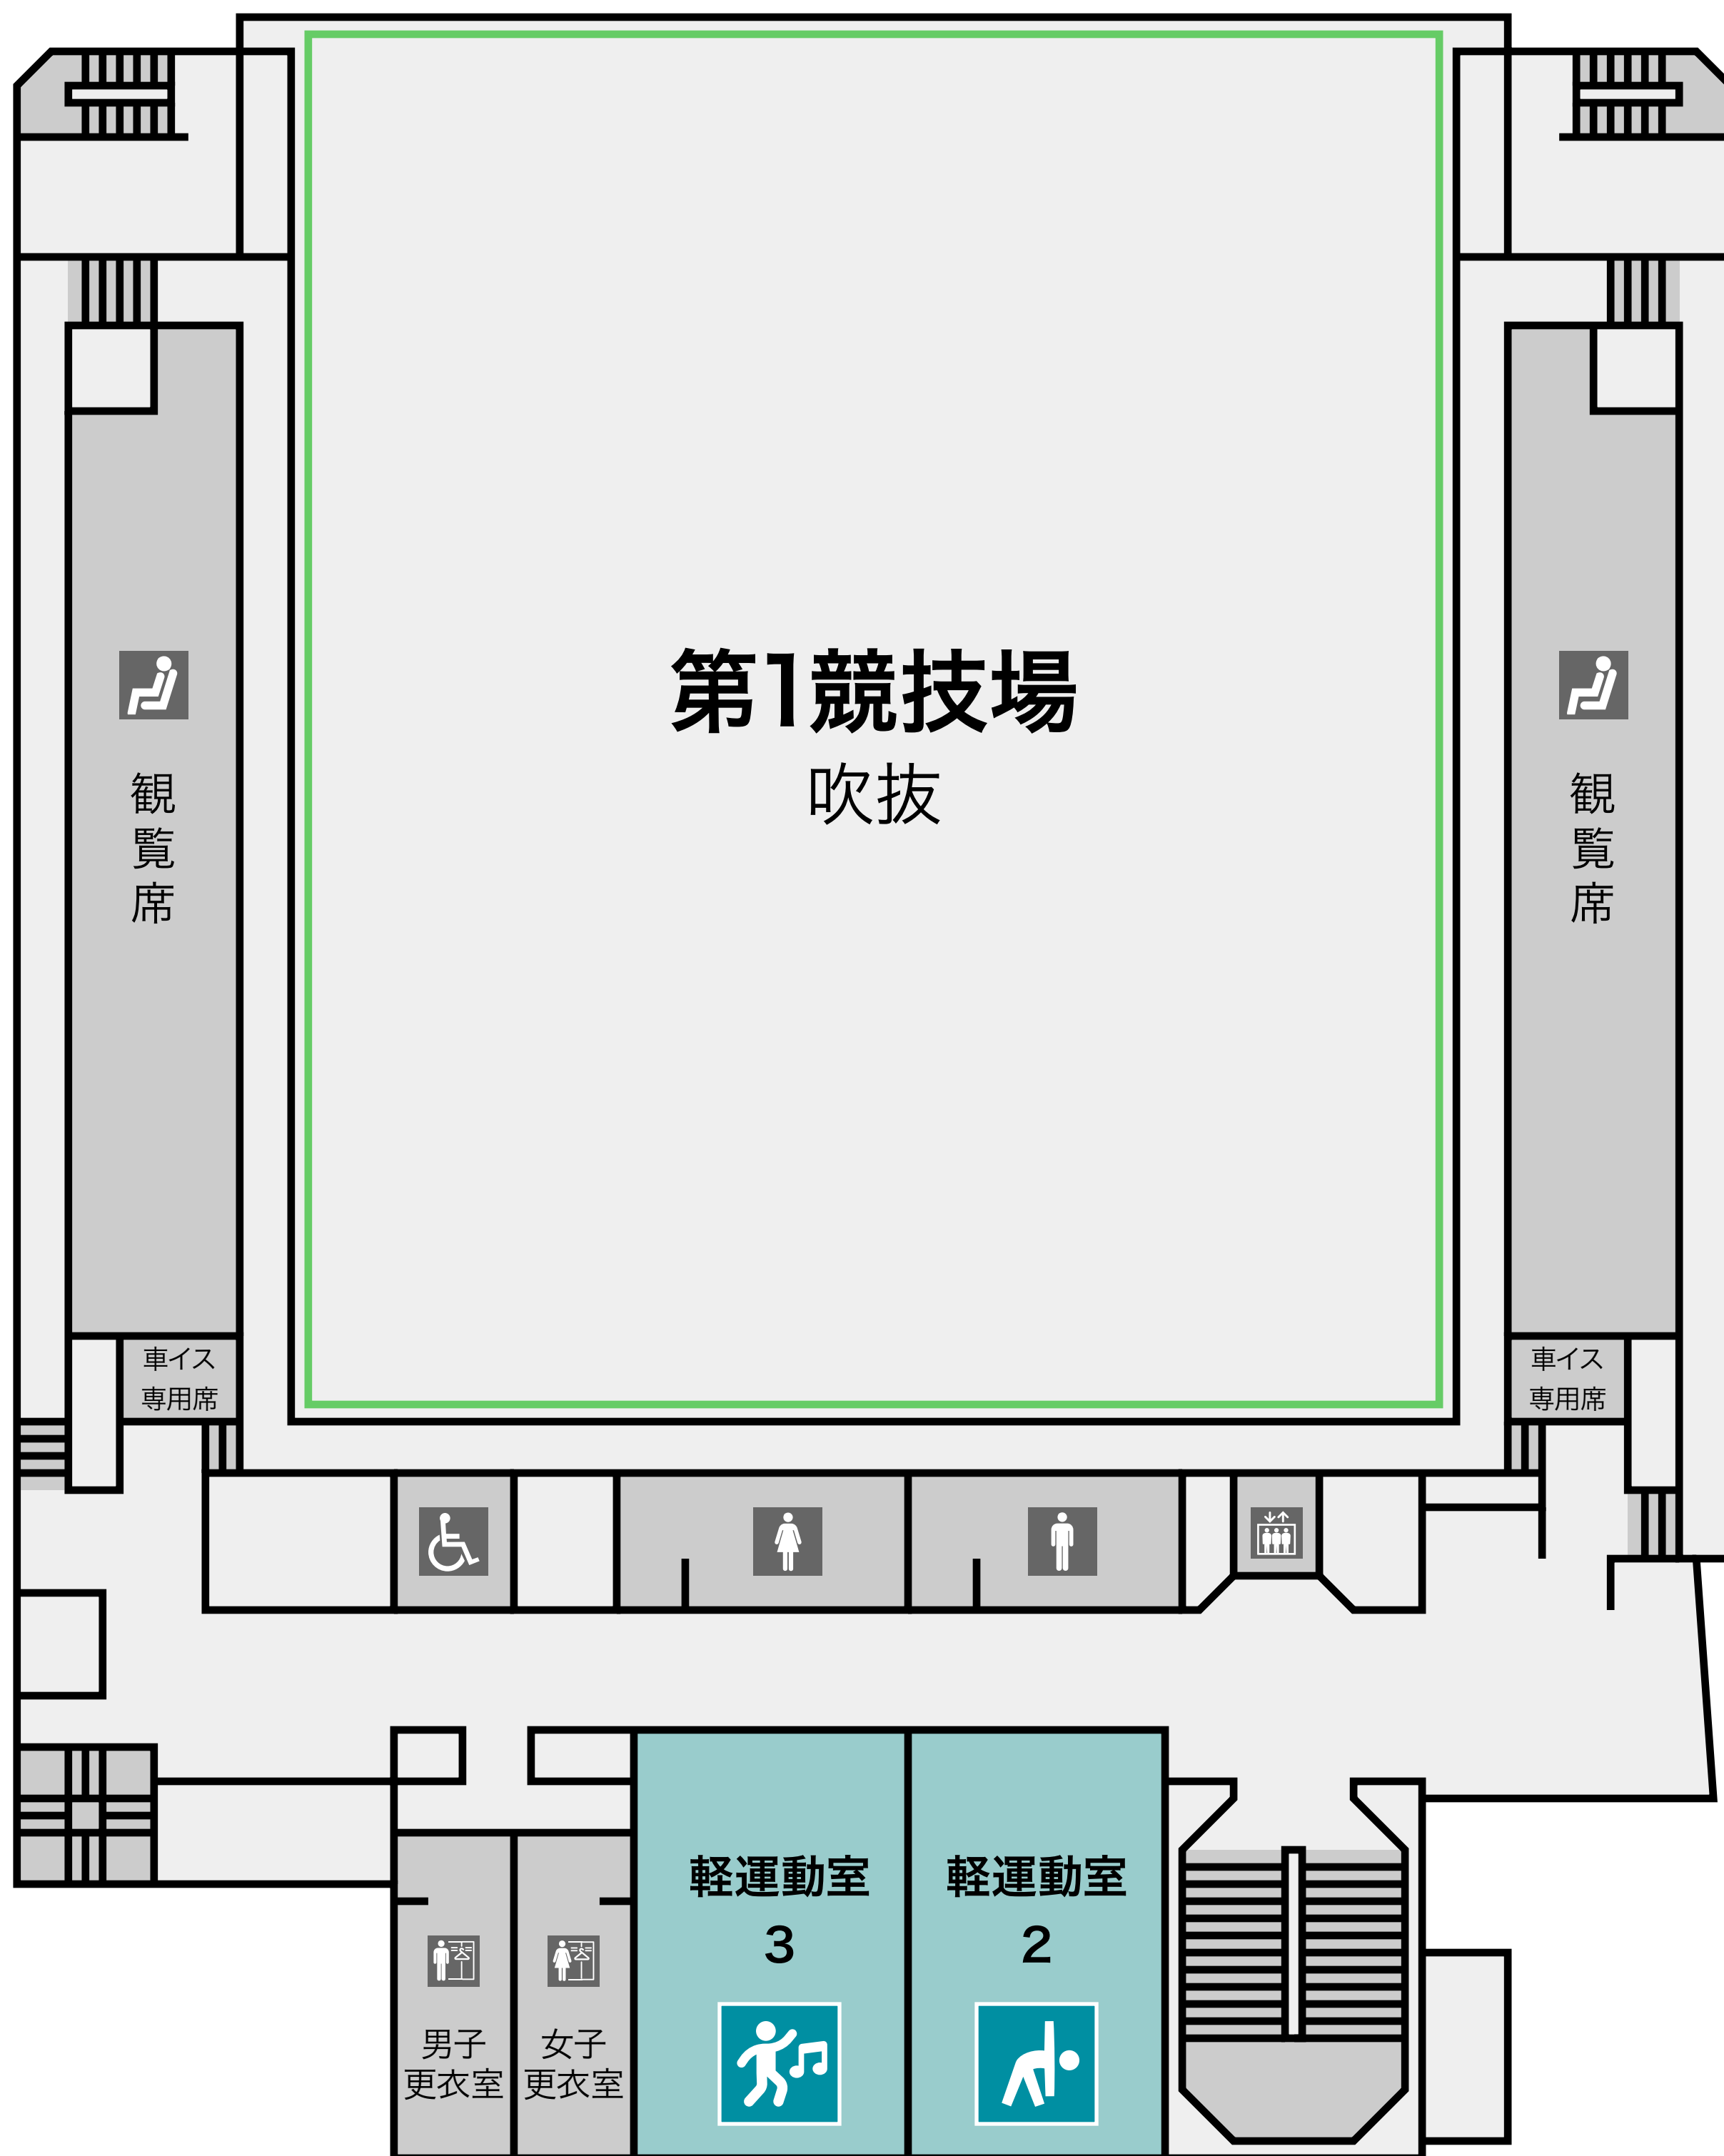 第1競技場
吹抜
観覧席
観覧席
車イス
専用席
車イス
専用席
軽運動室
3
軽運動室
2
男子
更衣室
女子
更衣室